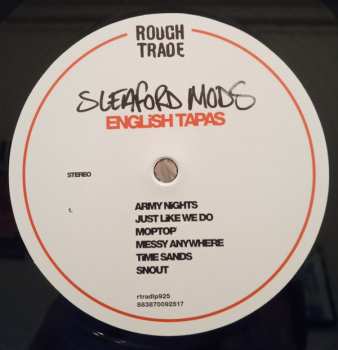 ROUGH
TRADE
SLEAFORD MODS
ENGLiSH TAPAS
STEREO
1.
ARMY NiGHTS
JUST LiKE WE DO
MOPTOP
MESSY ANYWHERE
TiME SANDS
SNOUT
rtradlp925
883870092517